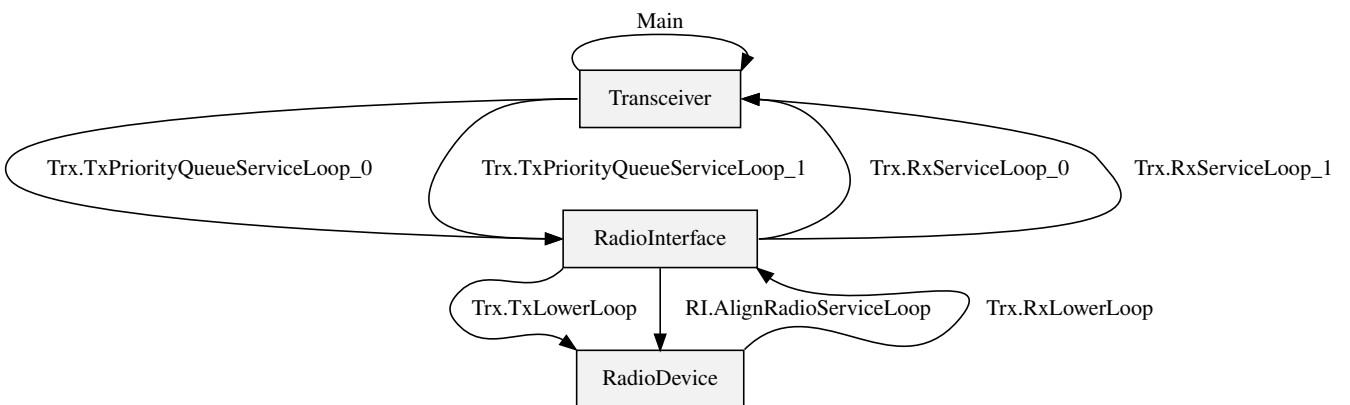 Main
Transceiver
Trx.TxPriorityQueueServiceLoop_0
Trx.TxPriorityQueueServiceLoop_1
Trx.RxServiceLoop_0
Trx.RxServiceLoop_1
RadioInterface
Trx.TxLowerLoop
RI.AlignRadioServiceLoop
Trx.RxLowerLoop
RadioDevice